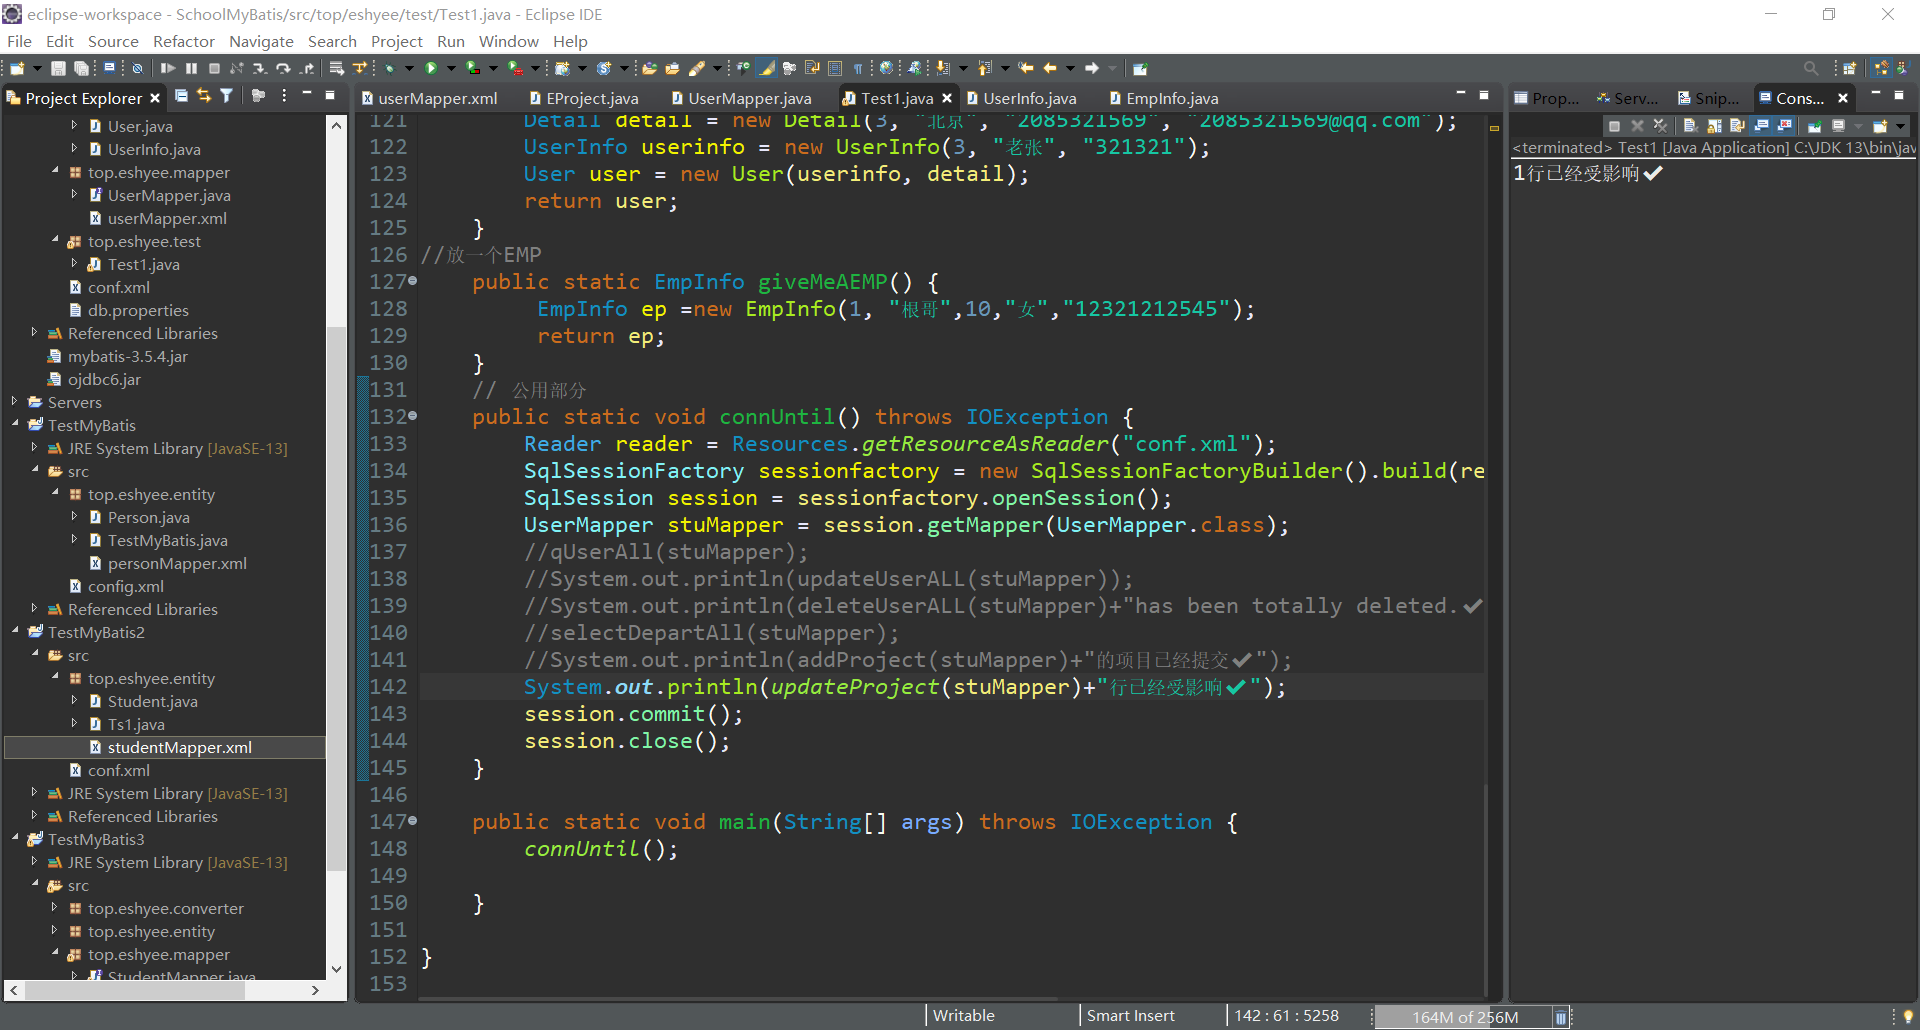 eclipse-workspace - SchoolMyBatis/src/top/eshyee/test/Test1.java - Eclipse IDE
File Edit Source Refactor Navigate Search Project Run Window Help
Project Explorer
User.java
UserInfo.java
top.eshyee.mapper
UserMapper.java
userMapper.xml
top.eshyee.test
Test1.java
conf.xml
db.properties
Referenced Libraries
mybatis-3.5.4.jar
ojdbc6.jar
Servers
TestMyBatis
JRE System Library [JavaSE-13]
src
top.eshyee.entity
Person.java
TestMyBatis.java
personMapper.xml
config.xml
Referenced Libraries
TestMyBatis2
src
top.eshyee.entity
Student.java
Ts1.java
studentMapper.xml
conf.xml
JRE System Library [JavaSE-13]
Referenced Libraries
TestMyBatis3
JRE System Library [JavaSE-13]
src
top.eshyee.converter
top.eshyee.entity
top.eshyee.mapper
StudentMapper.java
userMapper.xml EProject.java UserMapper.java Test1.java UserInfo.java EmpInfo.java
121 Detail detail = new Detail(3, "北京", "2085321569", "2085321569@qq.com");
122 UserInfo userinfo = new UserInfo(3, "老张", "321321");
123 User user = new User(userinfo, detail);
124 return user;
125 }
126 //放一个EMP
127 public static EmpInfo giveMeAEMP() {
128 EmpInfo ep =new EmpInfo(1, "根哥",10,"女","12321212545");
129 return ep;
130 }
131 // 公用部分
132 public static void connUntil() throws IOException {
133 Reader reader = Resources.getResourceAsReader("conf.xml");
134 SqlSessionFactory sessionfactory = new SqlSessionFactoryBuilder().build(re
135 SqlSession session = sessionfactory.openSession();
136 UserMapper stuMapper = session.getMapper(UserMapper.class);
137 //qUserAll(stuMapper);
138 //System.out.println(updateUserALL(stuMapper));
139 //System.out.println(deleteUserALL(stuMapper)+"has been totally deleted.✔
140 //selectDepartAll(stuMapper);
141 //System.out.println(addProject(stuMapper)+"的项目已经提交✔");
142 System.out.println(updateProject(stuMapper)+"行已经受影响✔");
143 session.commit();
144 session.close();
145 }
146
147 public static void main(String[] args) throws IOException {
148 connUntil();
149
150 }
151
152 }
153
Prop... Serv... Snip... Cons...
<terminated> Test1 [Java Application] C:\JDK 13\bin\jav
1行已经受影响✔
Writable Smart Insert 142 : 61 : 5258 164M of 256M